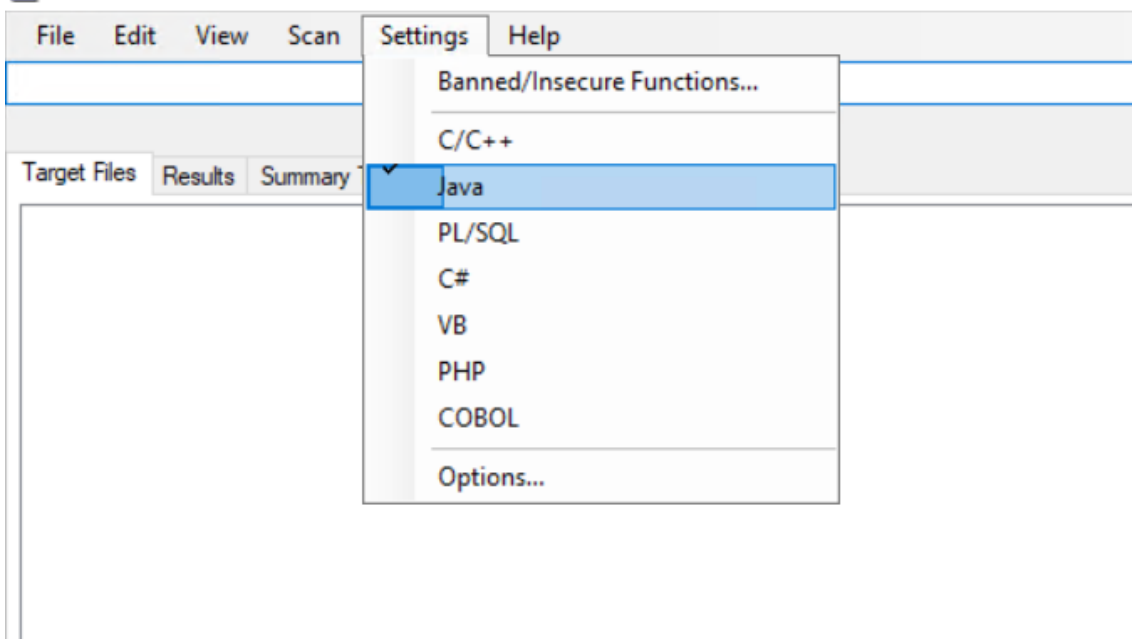 File Edit View Scan Settings Help
Banned/Insecure Functions...
C/C++
Target Files Results Summary
Java
PL/SQL
C#
VB
PHP
COBOL
Options...